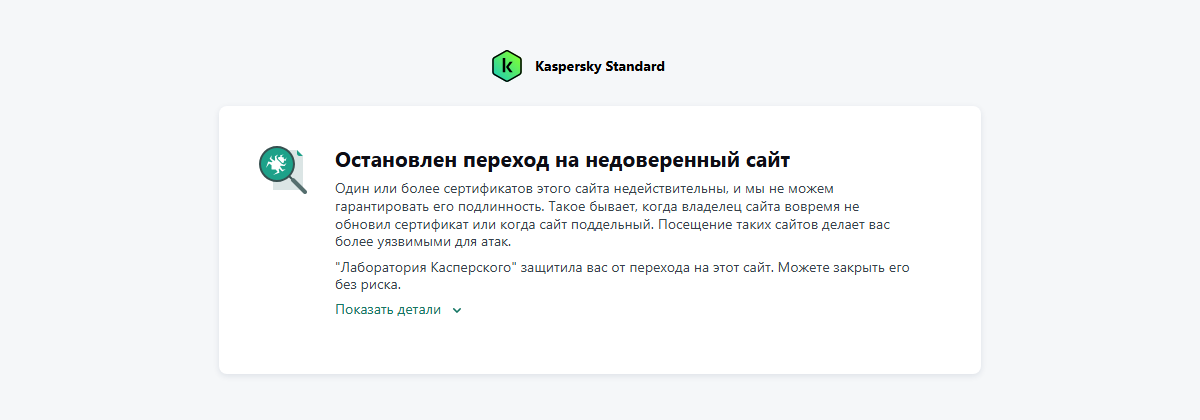 Kaspersky Standard
Остановлен переход на недоверенный сайт
Один или более сертификатов этого сайта недействительны, и мы не можем
гарантировать его подлинность. Такое бывает, когда владелец сайта вовремя не
обновил сертификат или когда сайт поддельный. Посещение таких сайтов делает вас
более уязвимыми для атак.
"Лаборатория Касперского" защитила вас от перехода на этот сайт. Можете закрыть его
без риска.
Показать детали